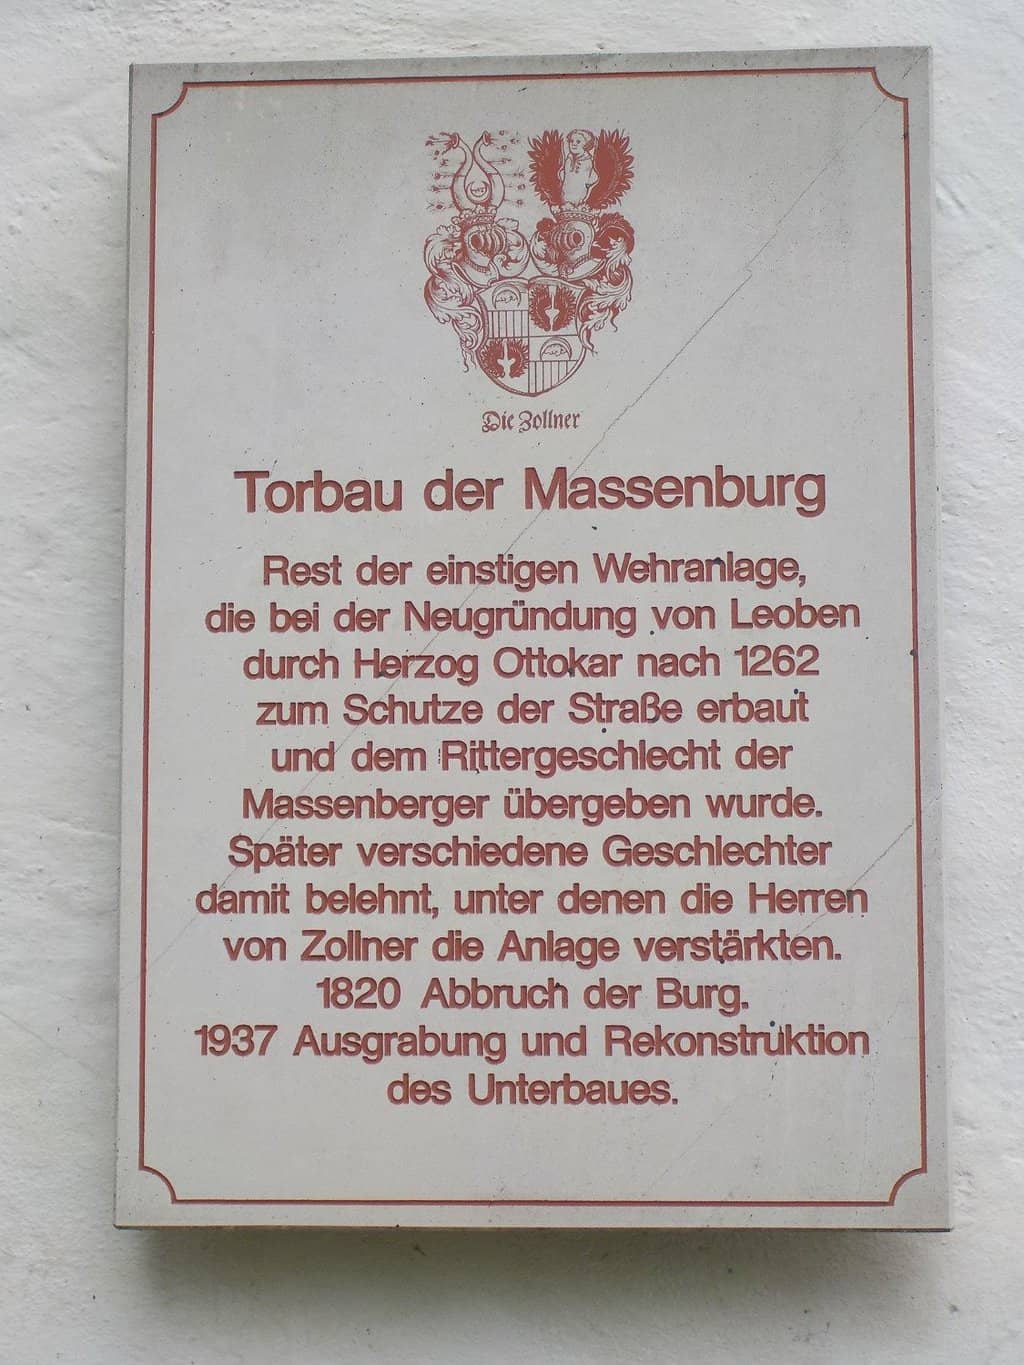 Die Zollner
Torbau der Massenburg
Rest der einstigen Wehranlage,
die bei der Neugründung von Leoben
durch Herzog Ottokar nach 1262
zum Schutze der Straße erbaut
und dem Rittergeschlecht der
Massenberger übergeben wurde.
Später verschiedene Geschlechter
damit belehnt, unter denen die Herren
von Zollner die Anlage verstärkten.
1820 Abbruch der Burg.
1937 Ausgrabung und Rekonstruktion
des Unterbaues.